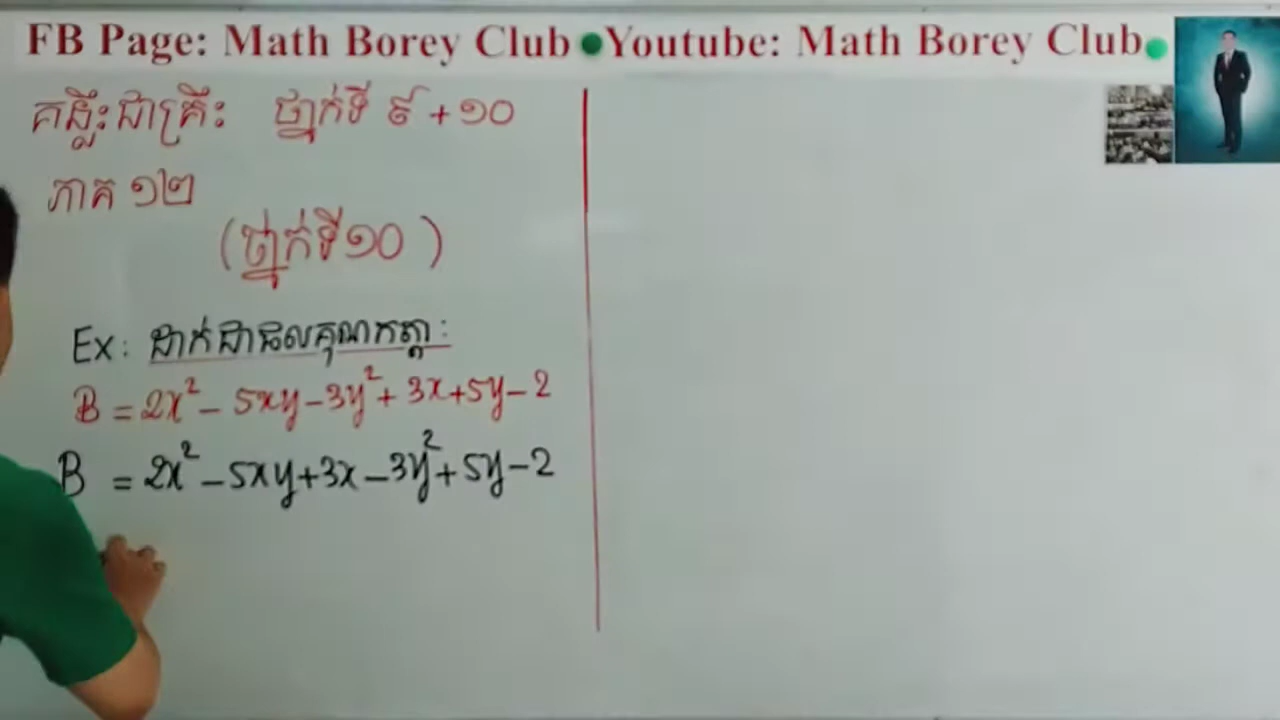 FB Page: Math Borey Club ●Youtube: Math Borey Club
គន្លឹះជាគ្រឹះ ថ្នាក់ទី ៩ + ១០
ភាគ ១២
(ថ្នាក់ទី១០ )
Ex: ដាក់ជាផលគុណកត្តា:
B = 2x² - 5xy - 3y² + 3x + 5y - 2
B = 2x² - 5xy + 3x - 3y² + 5y - 2